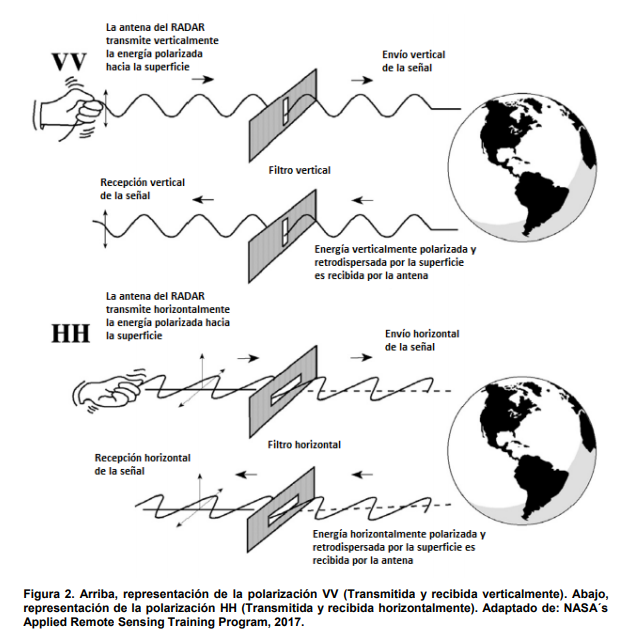 La antena del RADAR
transmite verticalmente
la energía polarizada
hacia la superficie
VV
Envío vertical
de la señal
Filtro vertical
Recepción vertical
de la señal
Energía verticalmente polarizada y
retrodispersada por la superficie
es recibida por la antena
La antena del RADAR
transmite horizontalmente
la energía polarizada hacia
la superficie
HH
Envío horizontal
de la señal
Filtro horizontal
Recepción horizontal
de la señal
Energía horizontalmente polarizada y
retrodispersada por la superficie es
recibida por la antena
Figura 2. Arriba, representación de la polarización VV (Transmitida y recibida verticalmente). Abajo,
representación de la polarización HH (Transmitida y recibida horizontalmente). Adaptado de: NASA´s
Applied Remote Sensing Training Program, 2017.